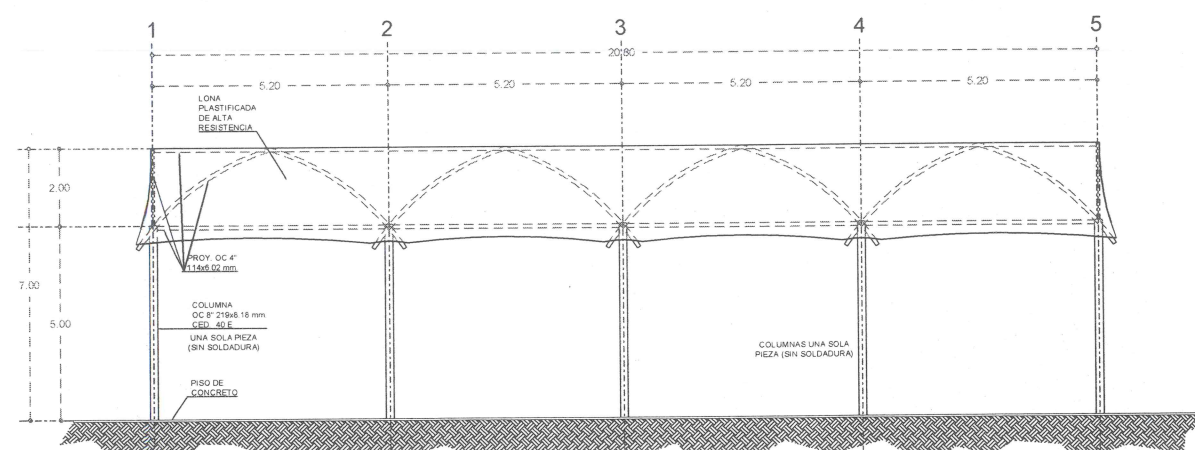 1
2
3
4
5
5.20
5.20
5.20
5.20
LONA
PLASTIFICADA
DE ALTA
RESISTENCIA
2.00
7.00
5.00
PROY. OC 4"
114x6.02 mm
COLUMNA
OC 8" 219x8.18 mm
CED. 40 E
UNA SOLA PIEZA
(SIN SOLDADURA)
COLUMNAS UNA SOLA
PIEZA (SIN SOLDADURA)
PISO DE
CONCRETO